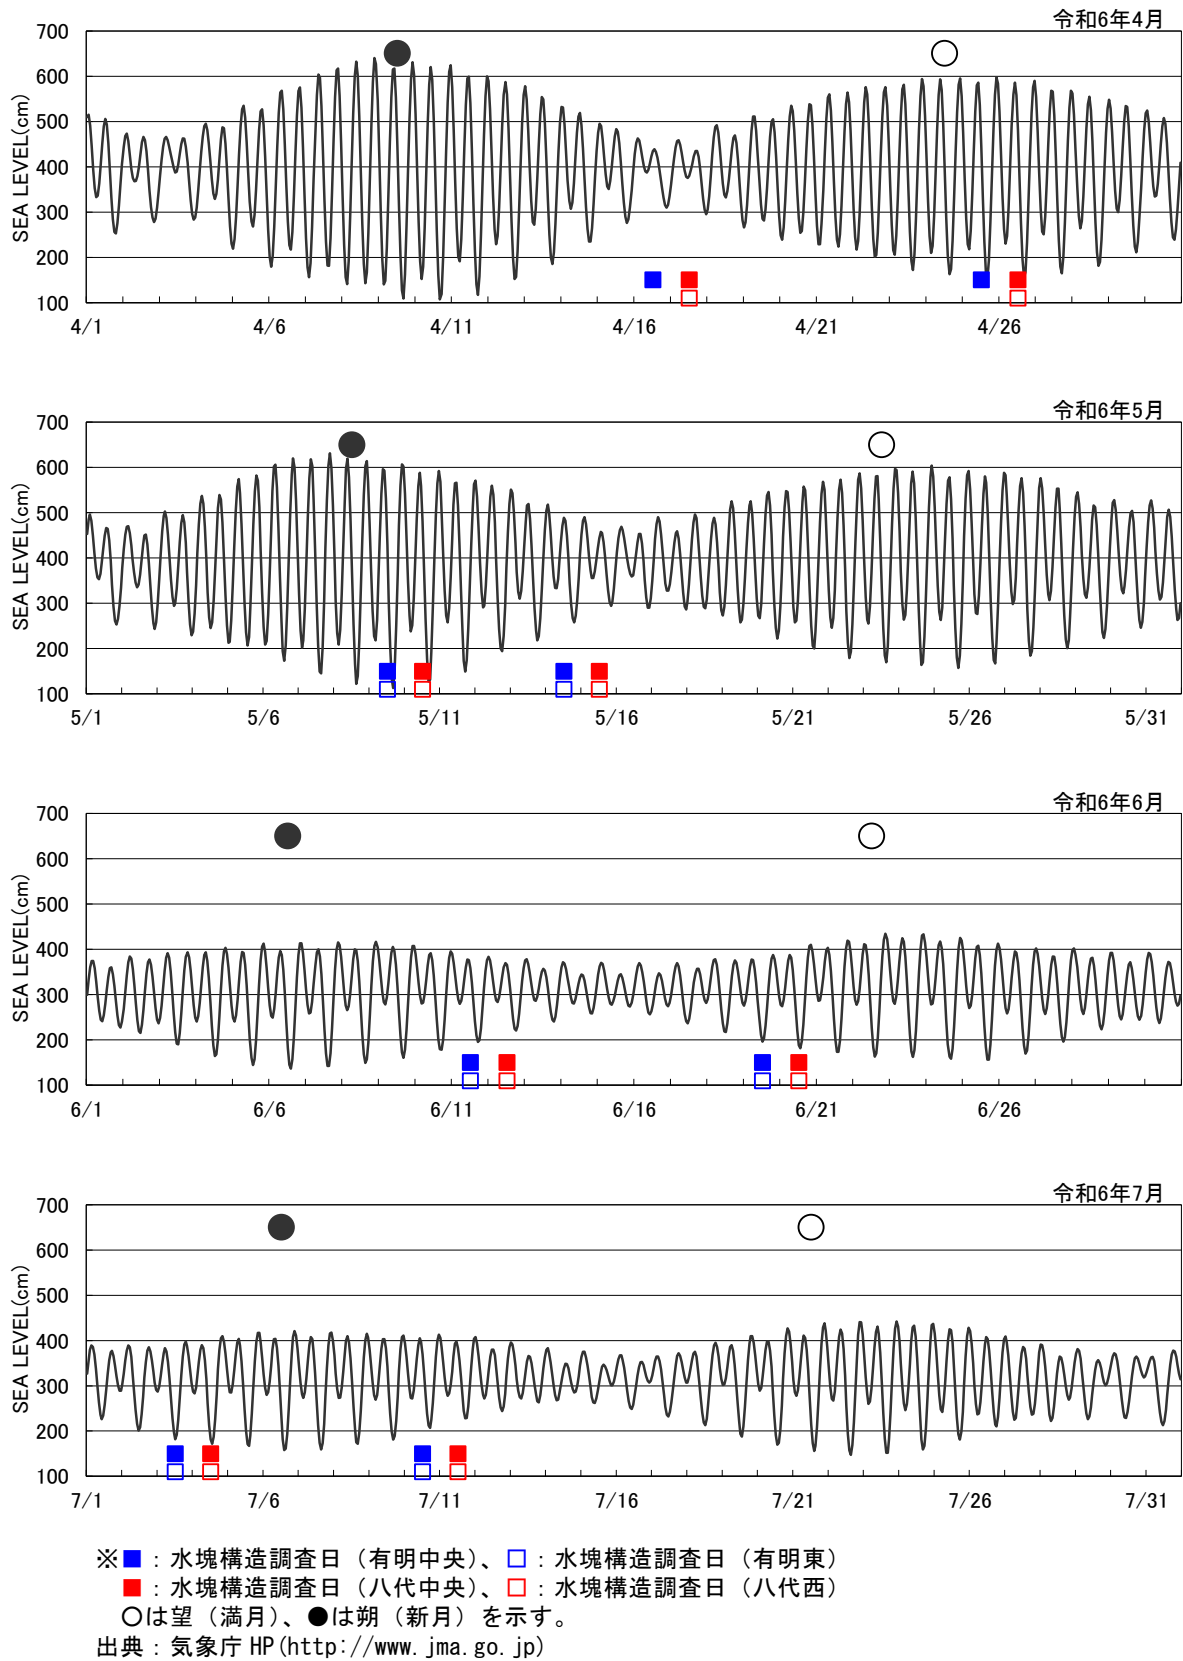 令和6年4月
700
600
500
400
300
200
100
SEA LEVEL(cm)
4/1 4/6 4/11 4/16 4/21 4/26
令和6年5月
700
600
500
400
300
200
100
SEA LEVEL(cm)
5/1 5/6 5/11 5/16 5/21 5/26 5/31
令和6年6月
700
600
500
400
300
200
100
SEA LEVEL(cm)
6/1 6/6 6/11 6/16 6/21 6/26
令和6年7月
700
600
500
400
300
200
100
SEA LEVEL(cm)
7/1 7/6 7/11 7/16 7/21 7/26 7/31
※■：水塊構造調査日（有明中央）、□：水塊構造調査日（有明東）
■：水塊構造調査日（八代中央）、□：水塊構造調査日（八代西）
○は望（満月）、●は朔（新月）を示す。
出典：気象庁 HP(http://www.jma.go.jp)